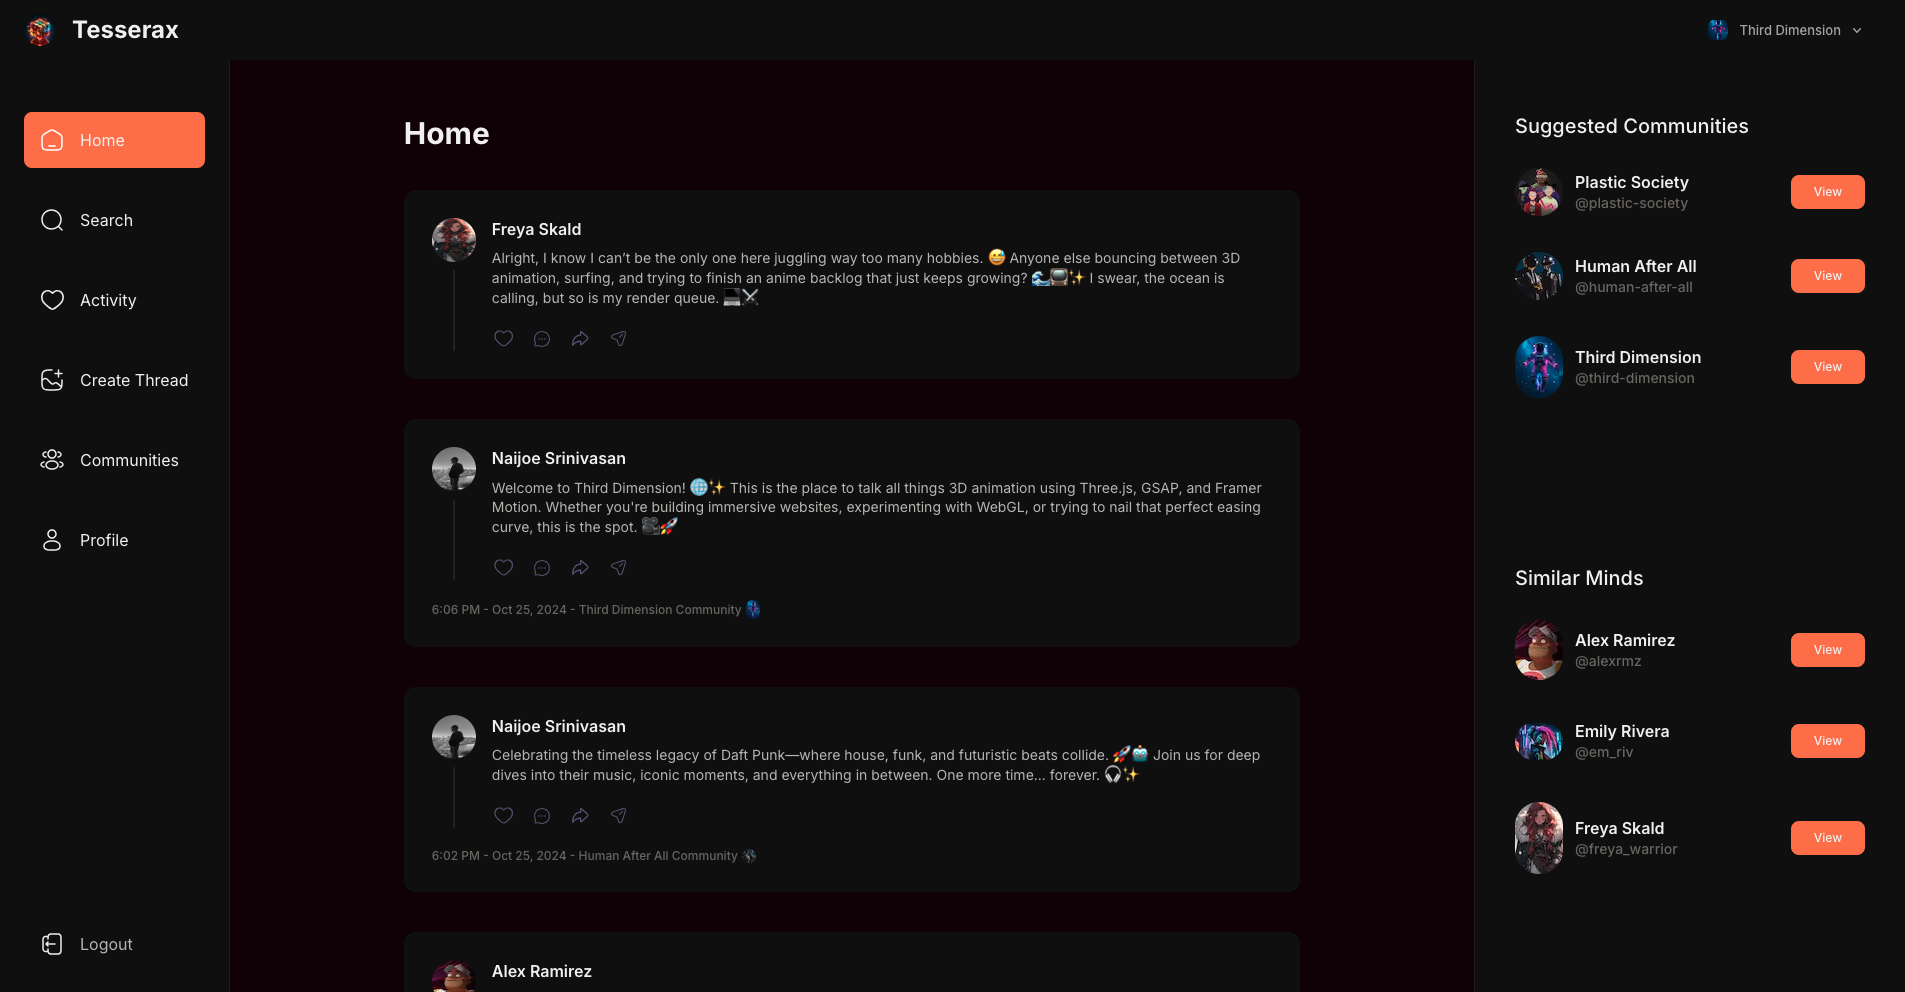 Tesserax
Third Dimension
Home
Search
Activity
Create Thread
Communities
Profile
Logout
Home
Freya Skald
Alright, I know I can’t be the only one here juggling way too many hobbies. 😅 Anyone else bouncing between 3D
animation, surfing, and trying to finish an anime backlog that just keeps growing? 🌊📺✨ I swear, the ocean is
calling, but so is my render queue. 💻⚔️
Naijoe Srinivasan
Welcome to Third Dimension! 🌐✨ This is the place to talk all things 3D animation using Three.js, GSAP, and Framer
Motion. Whether you're building immersive websites, experimenting with WebGL, or trying to nail that perfect easing
curve, this is the spot. 🎥🚀
6:06 PM - Oct 25, 2024 - Third Dimension Community
Naijoe Srinivasan
Celebrating the timeless legacy of Daft Punk—where house, funk, and futuristic beats collide. 🚀🤖 Join us for deep
dives into their music, iconic moments, and everything in between. One more time... forever. 🎧✨
6:02 PM - Oct 25, 2024 - Human After All Community
Alex Ramirez
Suggested Communities
Plastic Society
@plastic-society
View
Human After All
@human-after-all
View
Third Dimension
@third-dimension
View
Similar Minds
Alex Ramirez
@alexrmz
View
Emily Rivera
@em_riv
View
Freya Skald
@freya_warrior
View